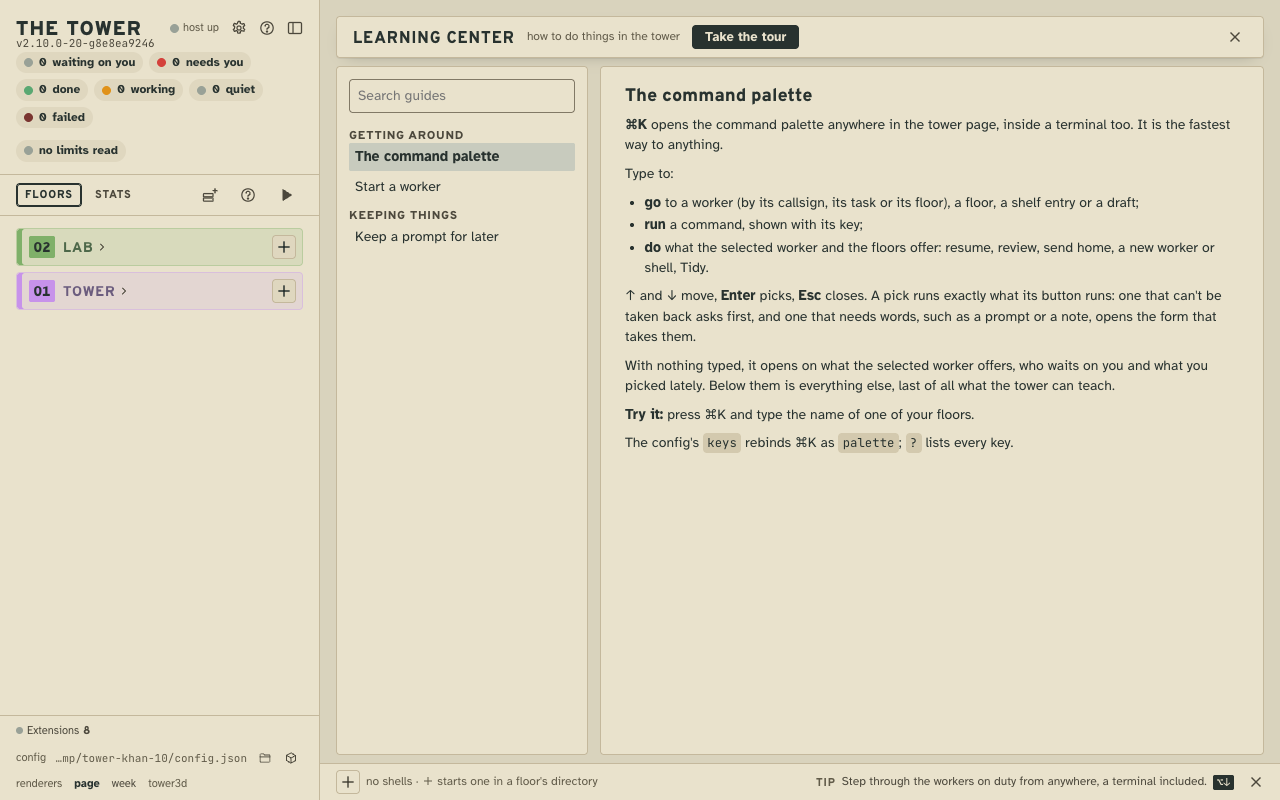 THE TOWER
host up
v2.10.0-20-g8e8ea9246
0 waiting on you
0 needs you
0 done
0 working
0 quiet
0 failed
no limits read
FLOORS
STATS
02 LAB
01 TOWER
Extensions 8
config …mp/tower-khan-10/config.json
renderers page week tower3d
LEARNING CENTER how to do things in the tower Take the tour
Search guides
GETTING AROUND
The command palette
Start a worker
KEEPING THINGS
Keep a prompt for later
The command palette
⌘K opens the command palette anywhere in the tower page, inside a terminal too. It is the fastest
way to anything.
Type to:
• go to a worker (by its callsign, its task or its floor), a floor, a shelf entry or a draft;
• run a command, shown with its key;
• do what the selected worker and the floors offer: resume, review, send home, a new worker or
shell, Tidy.
↑ and ↓ move, Enter picks, Esc closes. A pick runs exactly what its button runs: one that can't be
taken back asks first, and one that needs words, such as a prompt or a note, opens the form that
takes them.
With nothing typed, it opens on what the selected worker offers, who waits on you and what you
picked lately. Below them is everything else, last of all what the tower can teach.
Try it: press ⌘K and type the name of one of your floors.
The config's keys rebinds ⌘K as palette; ? lists every key.
no shells · + starts one in a floor's directory
TIP Step through the workers on duty from anywhere, a terminal included. ⌥↓